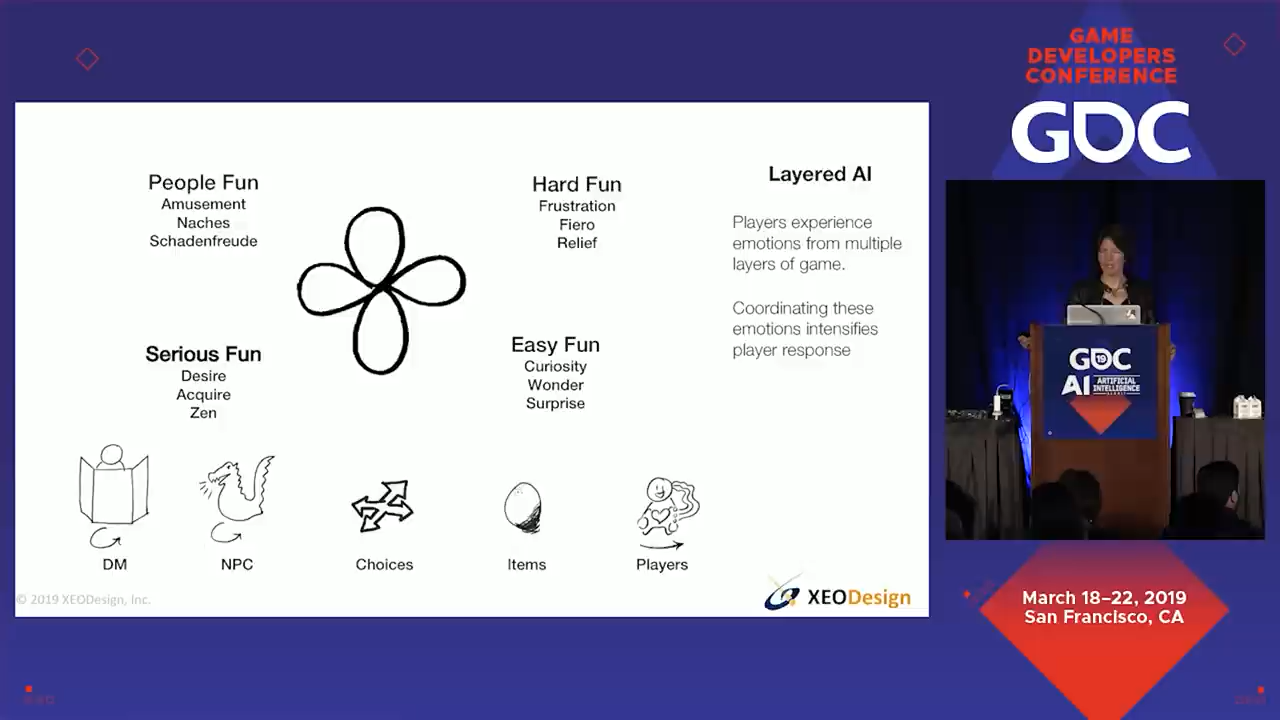 GAME
DEVELOPERS
CONFERENCE
GDC
People Fun
Amusement
Naches
Schadenfreude
Hard Fun
Frustration
Fiero
Relief
Layered AI
Players experience
emotions from multiple
layers of game.
Coordinating these
emotions intensifies
player response
Serious Fun
Desire
Acquire
Zen
Easy Fun
Curiosity
Wonder
Surprise
DM
NPC
Choices
Items
Players
© 2019 XEODesign, Inc.
XEODesign
GDC 19
AI ARTIFICIAL
INTELLIGENCE
SUMMIT
March 18–22, 2019
San Francisco, CA